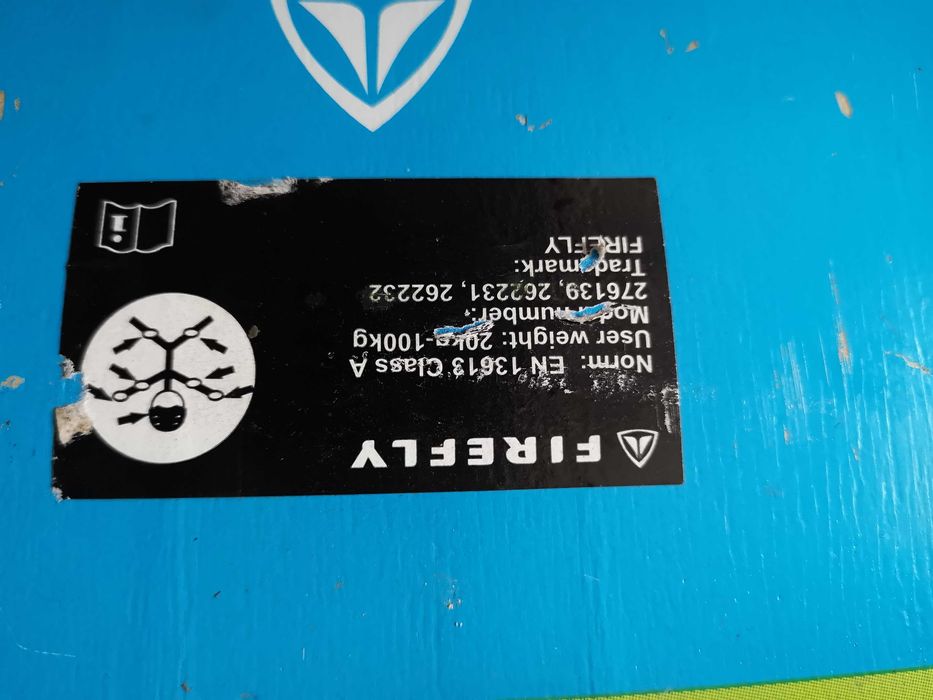 FIREFLY
Norm: EN 13613 Class A
User weight: 20kg-100kg
Model number:
276139, 262231, 262232
Trademark:
FIREFLY
i